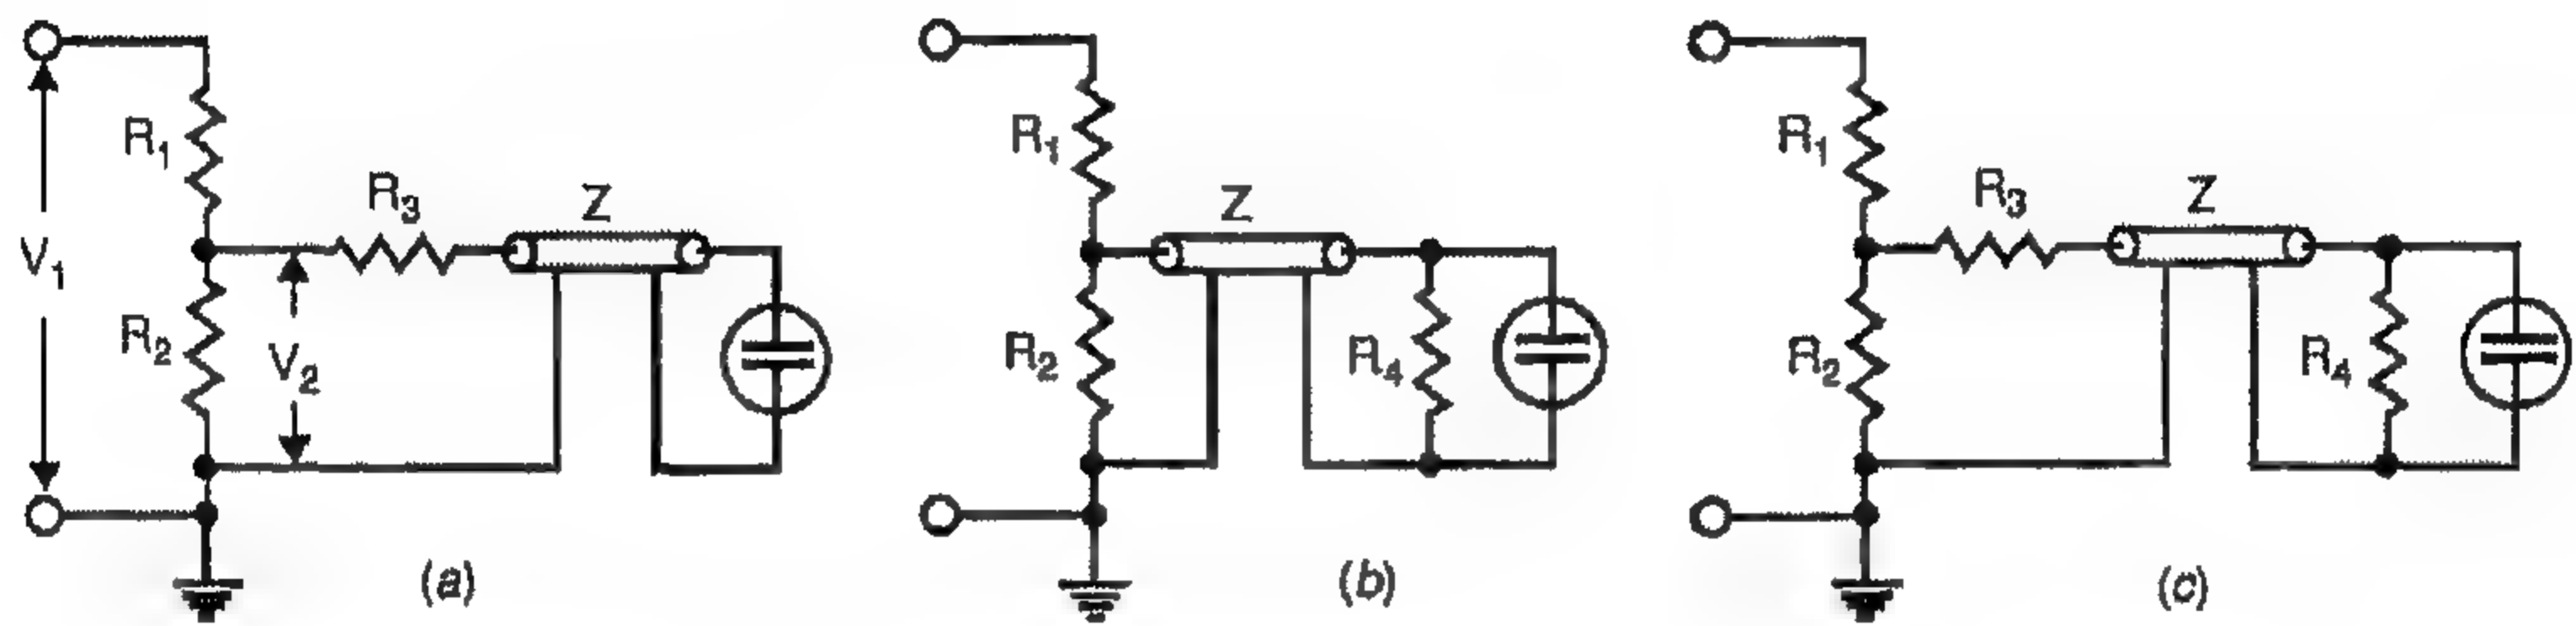 V₁
R₁
R₂
V₂
R₃
Z
(a)
R₁
R₂
Z
R₄
(b)
R₁
R₂
R₃
Z
R₄
(c)